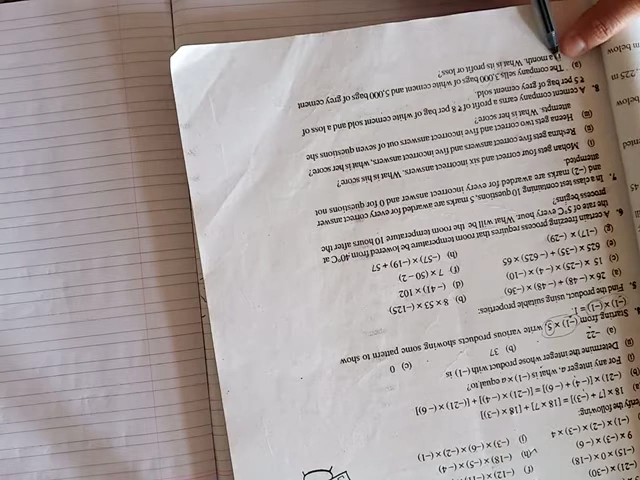 (-21) × (-30)
(-15) × 0 × (-18) (f) (-12) × (-11)
9 × (-3) × (-6) (h) (-18) × (-5) × (-4)
(-1) × (-2) × (-3) × 4 (j) (-3) × (-6) × (-2) × (-1)
the following:
18 × [7 + (-3)] = [18 × 7] + [18 × (-3)]
(b) (-21) × [(-4) + (-6)] = [(-21) × (-4)] + [(-21) × (-6)]
(i) For any integer a, what is (-1) × a equal to?
(ii) Determine the integer whose product with (-1) is
(a) -22 (b) 37 (c) 0
Starting from (-1) × 5, write various products showing some pattern to show
(-1) × (-1) = 1.
5. Find the product, using suitable properties:
(a) 26 × (-48) + (-48) × (-36) (b) 8 × 53 × (-125)
(c) 15 × (-25) × (-4) × (-10) (d) (-41) × 102
625 × (-35) + (-625) × 65 (f) 7 × (50 - 2)
(g) (-17) × (-29) (h) (-57) × (-19) + 57
6. A certain freezing process requires that room temperature be lowered from 40°C at
the rate of 5°C every hour. What will be the room temperature 10 hours after the
process begins?
7. In a class test containing 10 questions, 5 marks are awarded for every correct answer
and (-2) marks are awarded for every incorrect answer and 0 for questions not
attempted.
(i) Mohan gets four correct and six incorrect answers. What is his score?
(ii) Reshma gets five correct answers and five incorrect answers, what is her score?
(iii) Heena gets two correct and five incorrect answers out of seven questions she
attempts. What is her score?
8. A cement company earns a profit of ₹ 8 per bag of white cement sold and a loss of
₹ 5 per bag of grey cement sold.
(a) The company sells 3,000 bags of white cement and 5,000 bags of grey cement
in a month. What is its profit or loss?
45
below
225 m
m below